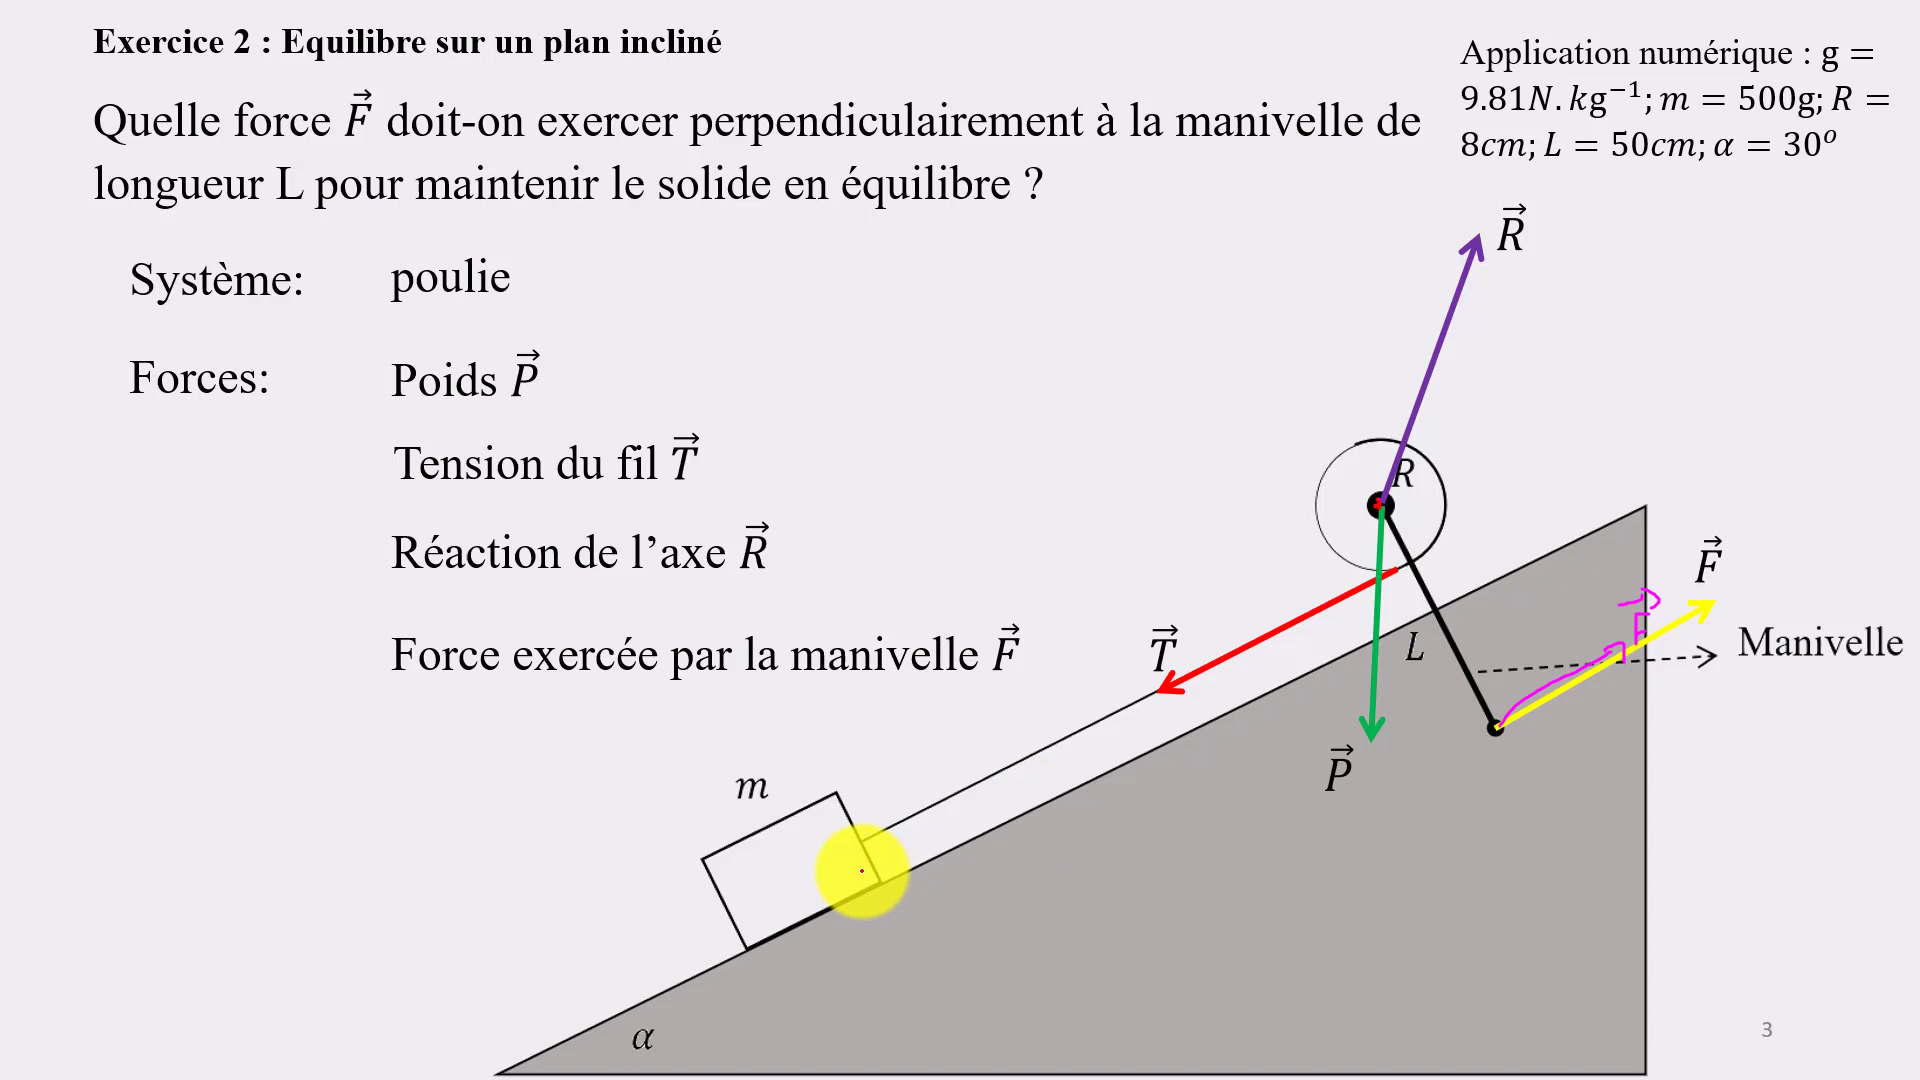 Exercice 2 : Equilibre sur un plan incliné
Application numérique : g =
9.81N.kg⁻¹; m = 500g; R =
8cm; L = 50cm; α = 30ᵒ
Quelle force F⃗ doit-on exercer perpendiculairement à la manivelle de
longueur L pour maintenir le solide en équilibre ?
Système: poulie
Forces: Poids P⃗
Tension du fil T⃗
Réaction de l’axe R⃗
Force exercée par la manivelle F⃗
R⃗
R
F⃗
F
Manivelle
L
T⃗
P⃗
m
α
3